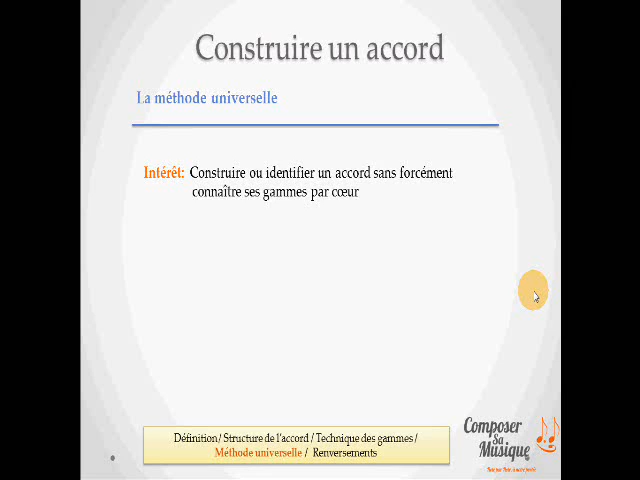 Construire un accord
La méthode universelle
Intérêt: Construire ou identifier un accord sans forcément
connaître ses gammes par cœur
Définition / Structure de l'accord / Technique des gammes /
Méthode universelle / Renversements
Composer
Sa
Musique